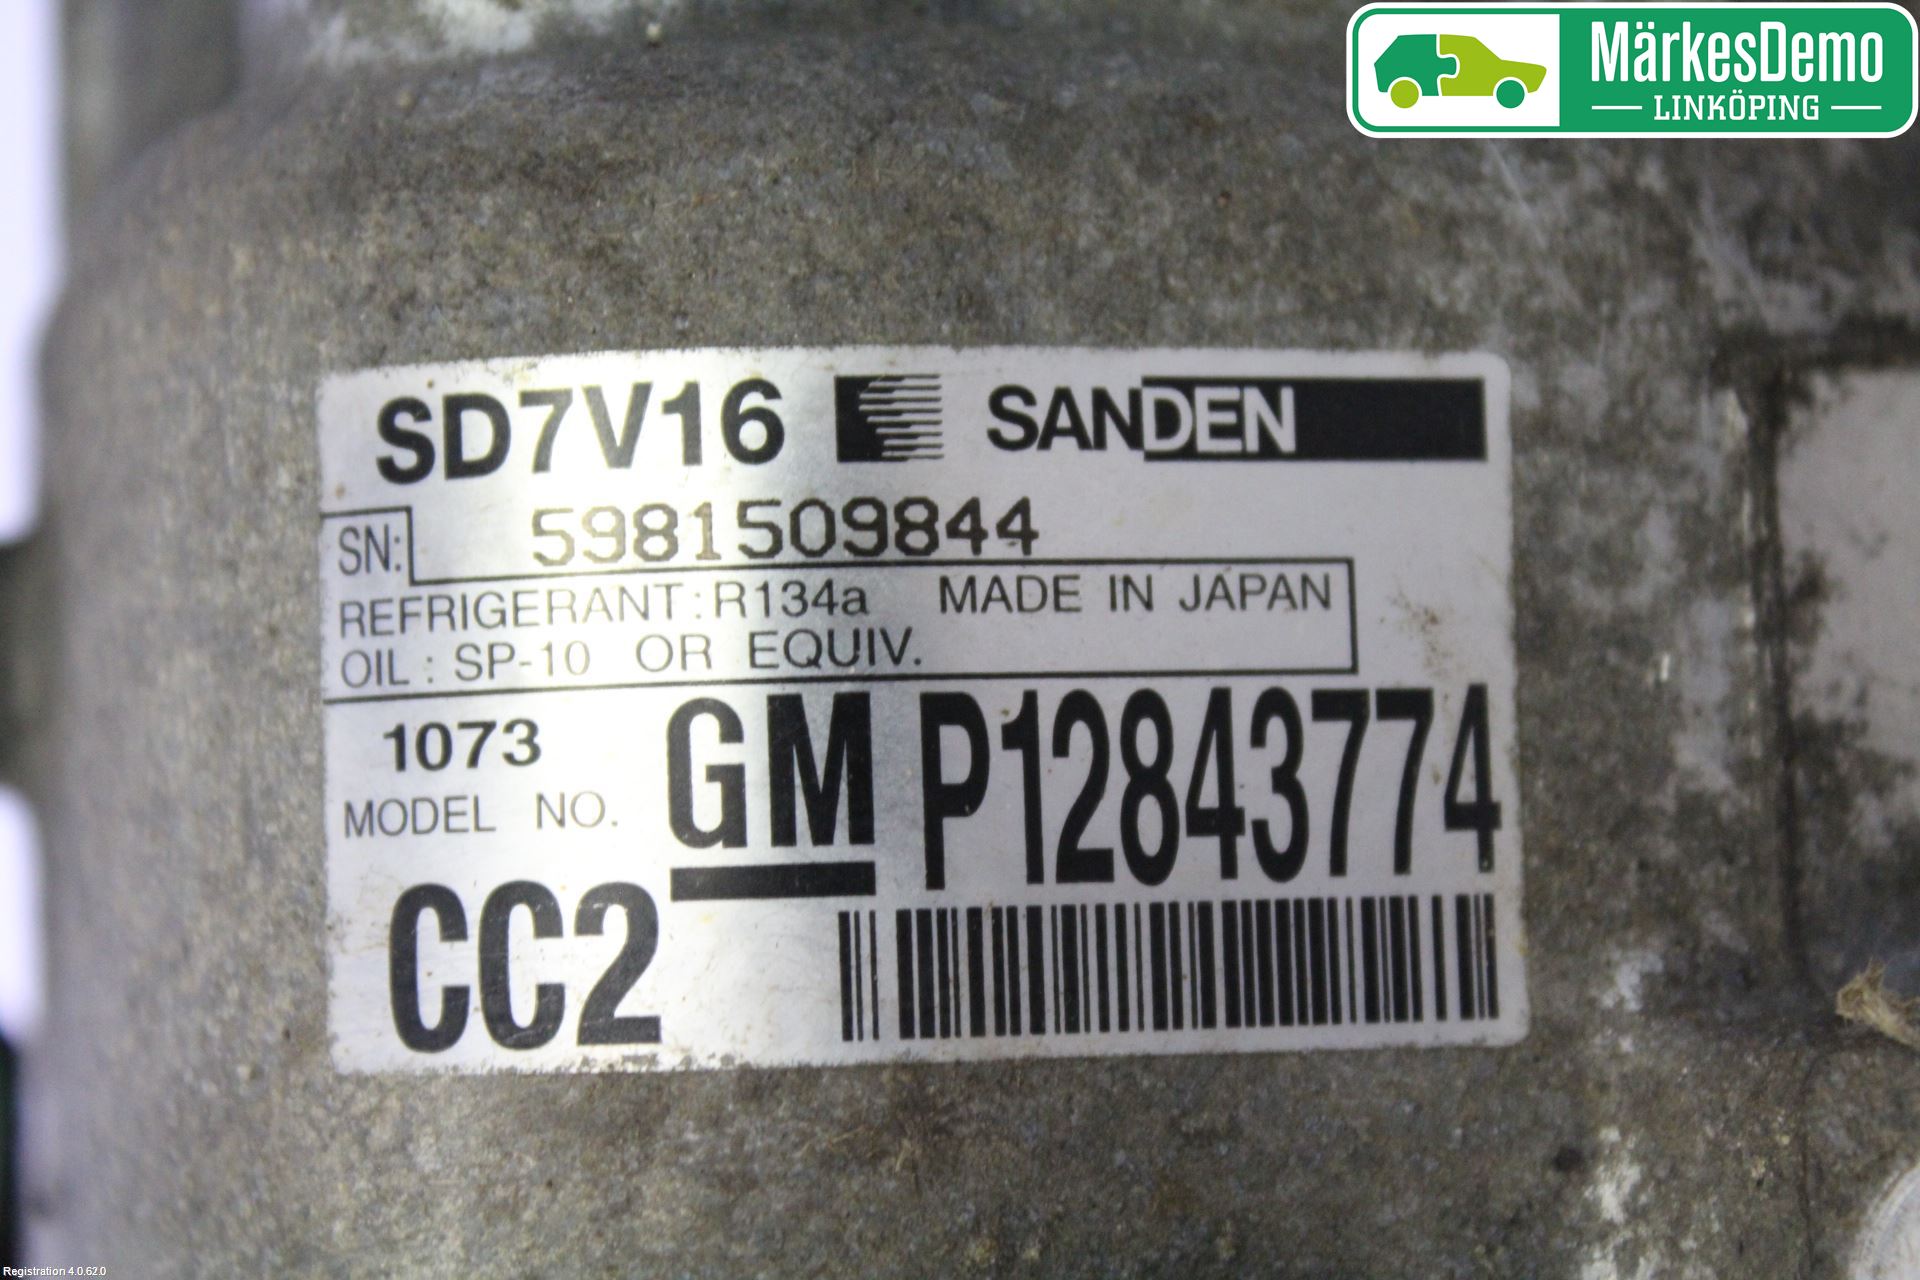 MärkesDemo
LINKÖPING
SD7V16 SANDEN
SN: 5981509844
REFRIGERANT: R134a MADE IN JAPAN
OIL: SP-10 OR EQUIV.
1073
MODEL NO.
GM P12843774
CC2
Registration 4.0.62.0